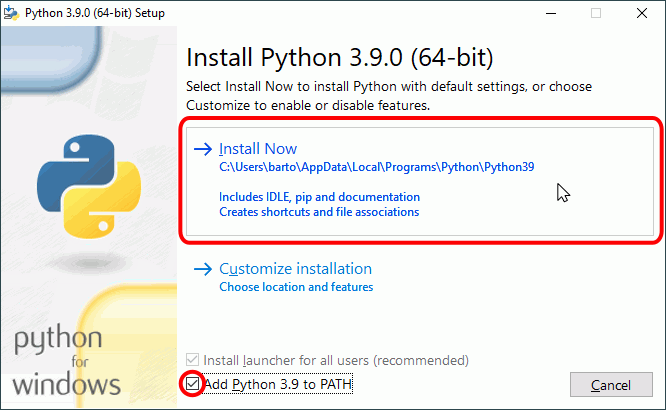 Python 3.9.0 (64-bit) Setup
Install Python 3.9.0 (64-bit)
Select Install Now to install Python with default settings, or choose
Customize to enable or disable features.
Install Now
C:\Users\barto\AppData\Local\Programs\Python\Python39
Includes IDLE, pip and documentation
Creates shortcuts and file associations
Customize installation
Choose location and features
python
for
windows
Install launcher for all users (recommended)
Add Python 3.9 to PATH
Cancel